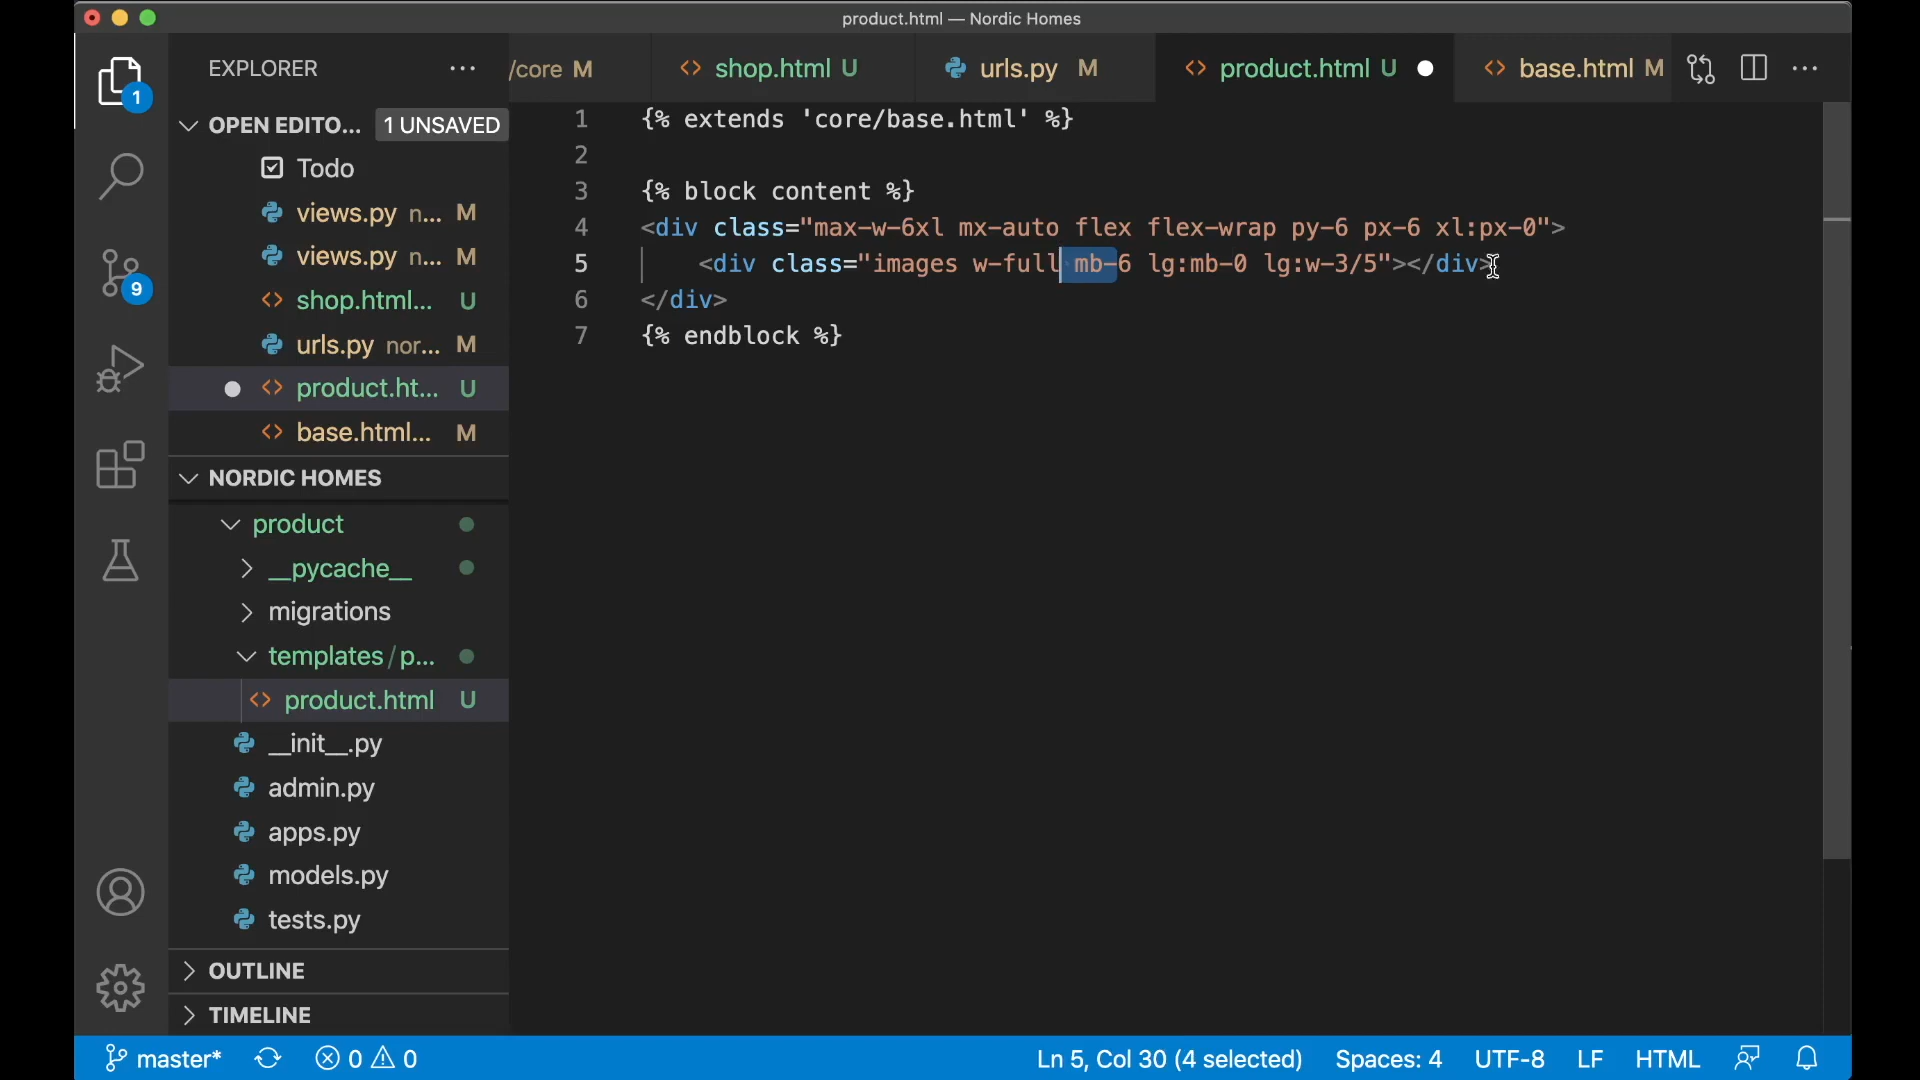 product.html — Nordic Homes
EXPLORER
/core M
shop.html U
urls.py M
product.html U
base.html M
1
OPEN EDITO... 1 UNSAVED
Todo
views.py n... M
views.py n... M
shop.html... U
urls.py nor... M
product.ht... U
base.html... M
9
NORDIC HOMES
product
__pycache__
migrations
templates/p...
product.html U
__init__.py
admin.py
apps.py
models.py
tests.py
OUTLINE
TIMELINE
1 {% extends 'core/base.html' %}
2
3 {% block content %}
4 <div class="max-w-6xl mx-auto flex flex-wrap py-6 px-6 xl:px-0">
5 <div class="images w-full mb-6 lg:mb-0 lg:w-3/5"></div>
6 </div>
7 {% endblock %}
master* 0 0
Ln 5, Col 30 (4 selected) Spaces: 4 UTF-8 LF HTML